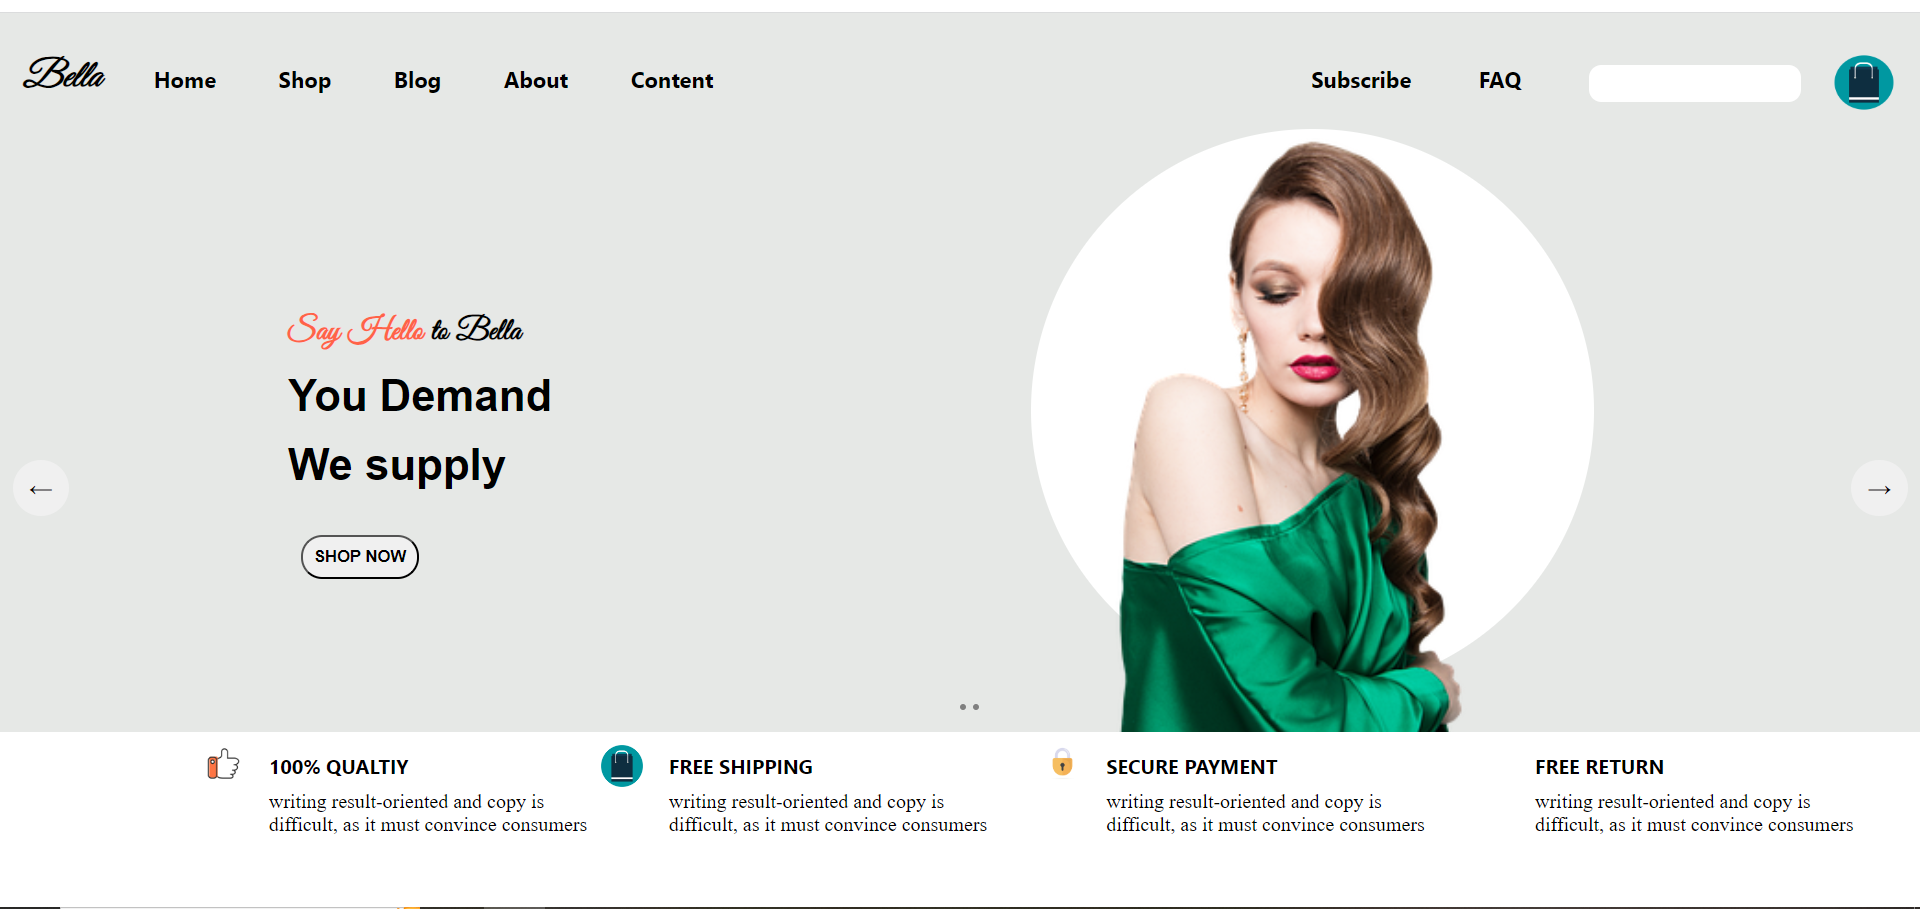 Bella Home Shop Blog About Content Subscribe FAQ
Say Hello to Bella
You Demand
We supply
←
→
SHOP NOW
100% QUALTIY
writing result-oriented and copy is
difficult, as it must convince consumers
FREE SHIPPING
writing result-oriented and copy is
difficult, as it must convince consumers
SECURE PAYMENT
writing result-oriented and copy is
difficult, as it must convince consumers
FREE RETURN
writing result-oriented and copy is
difficult, as it must convince consumers